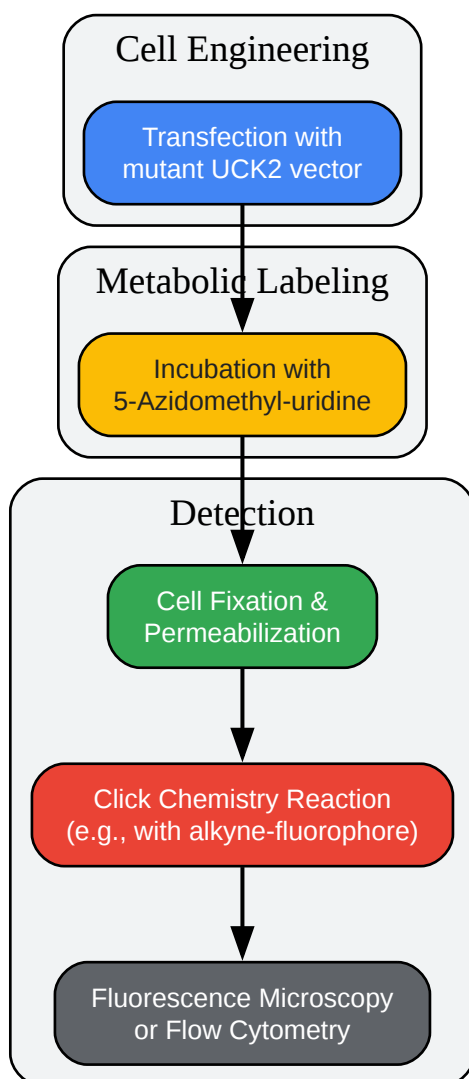 Cell Engineering
Transfection with
mutant UCK2 vector
Metabolic Labeling
Incubation with
5-Azidomethyl-uridine
Detection
Cell Fixation &
Permeabilization
Click Chemistry Reaction
(e.g., with alkyne-fluorophore)
Fluorescence Microscopy
or Flow Cytometry